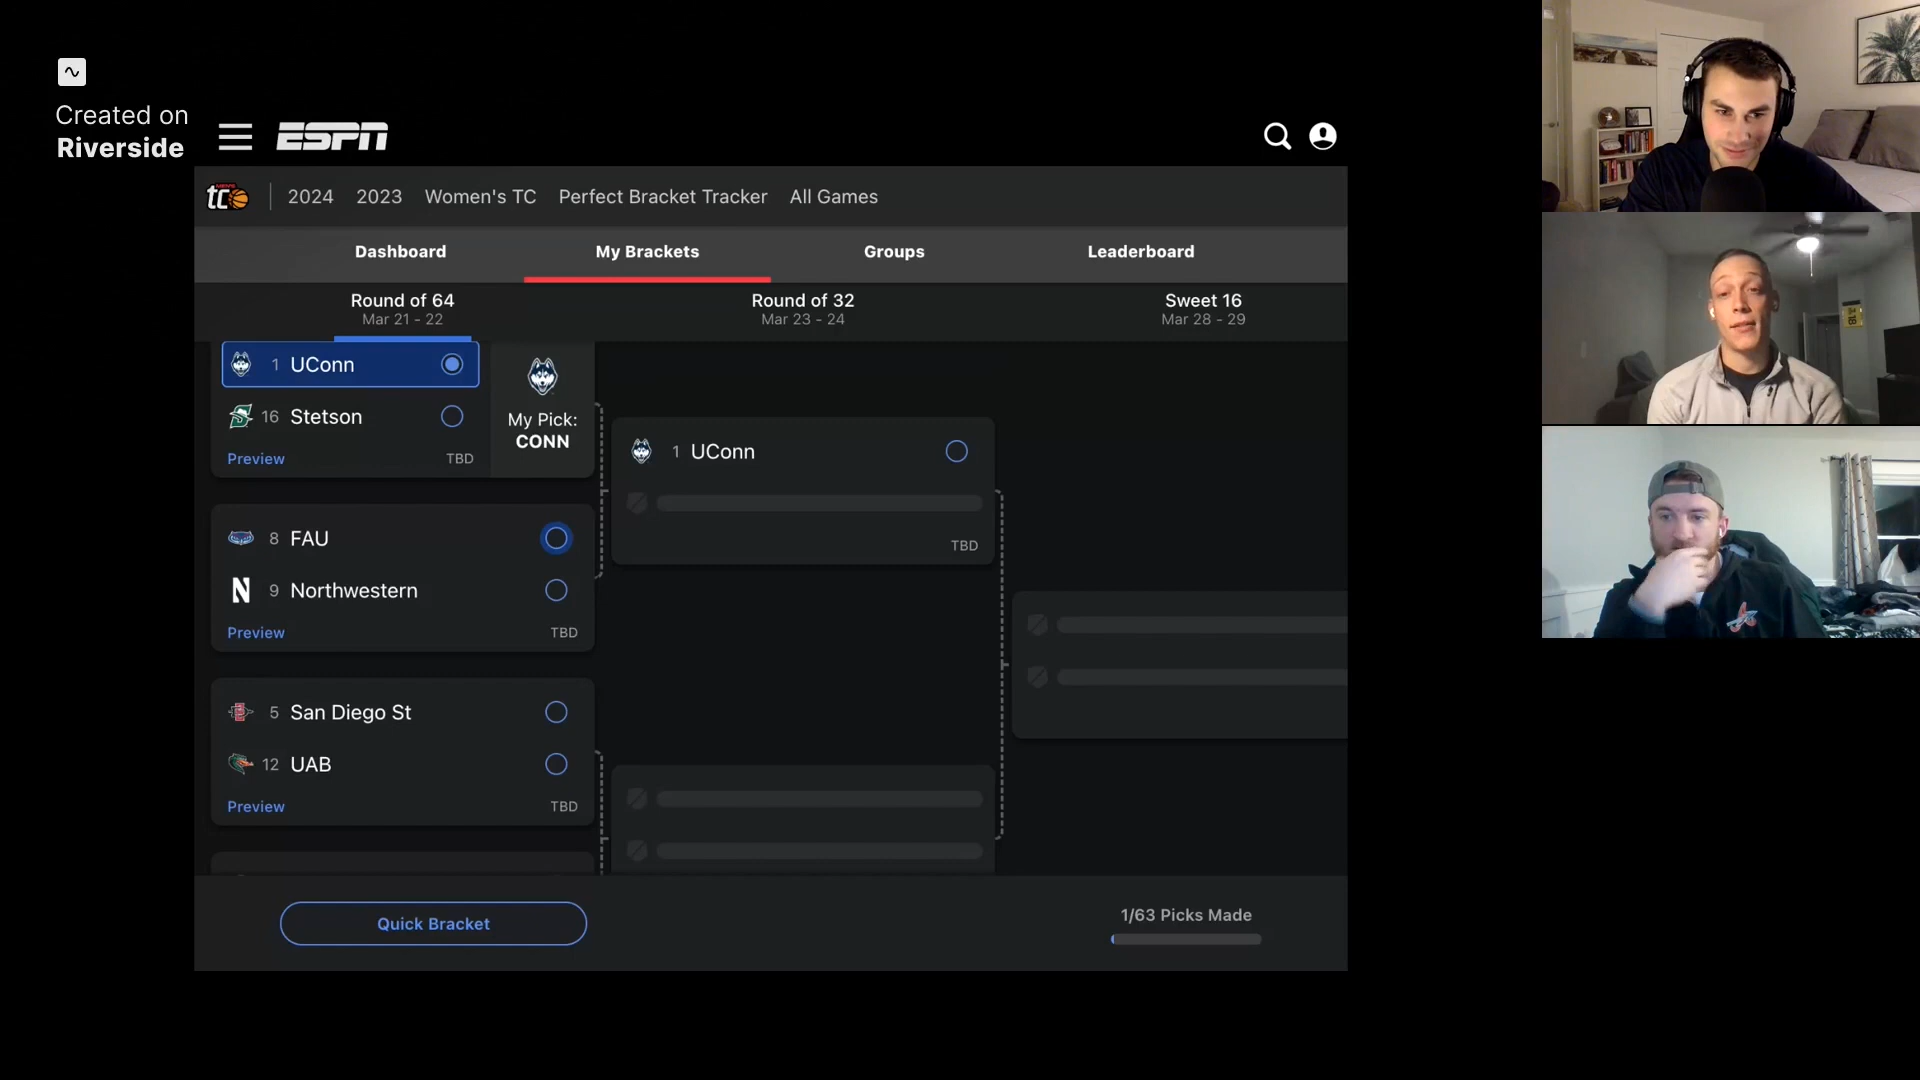 Created on
Riverside
ESPN
tc
2024 2023 Women's TC Perfect Bracket Tracker All Games
Dashboard My Brackets Groups Leaderboard
Round of 64 Round of 32 Sweet 16
Mar 21 - 22 Mar 23 - 24 Mar 28 - 29
1 UConn
16 Stetson
Preview TBD
My Pick:
CONN
1 UConn
TBD
8 FAU
9 Northwestern
Preview TBD
5 San Diego St
12 UAB
Preview TBD
Quick Bracket
1/63 Picks Made